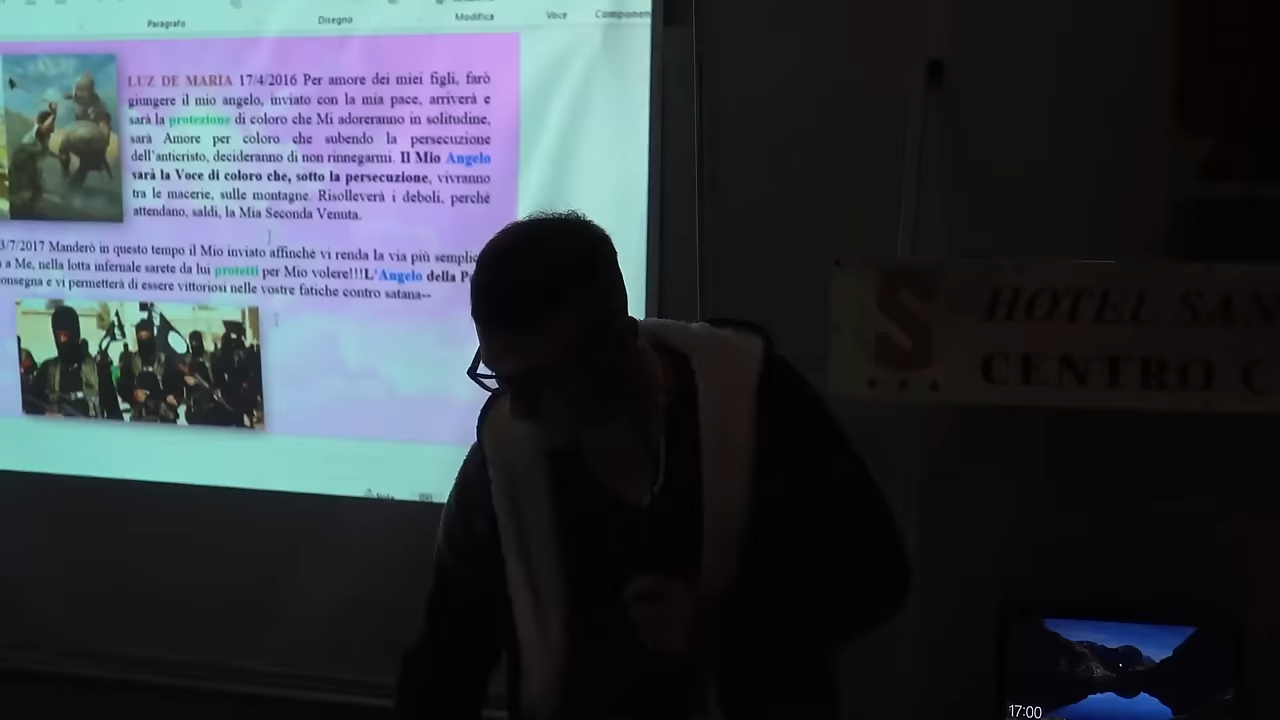 Paragrafo Disegno Modifica Voce
LUZ DE MARIA 17/4/2016 Per amore dei miei figli, farò
giungere il mio angelo, inviato con la mia pace, arriverà e
sarà la protezione di coloro che Mi adoreranno in solitudine,
sarà Amore per coloro che subendo la persecuzione
dell'anticristo, decideranno di non rinnegarmi. Il Mio Angelo
sarà la Voce di coloro che, sotto la persecuzione, vivranno
tra le macerie, sulle montagne. Risolleverà i deboli, perché
attendano, saldi, la Mia Seconda Venuta.
3/7/2017 Manderò in questo tempo il Mio inviato affinché vi renda la via più semplic
a Me, nella lotta infernale sarete da lui protetti per Mio volere!!!L'Angelo della P
onsegna e vi permetterà di essere vittoriosi nelle vostre fatiche contro satana--
S
HOTEL SAN
CENTRO C
17:00